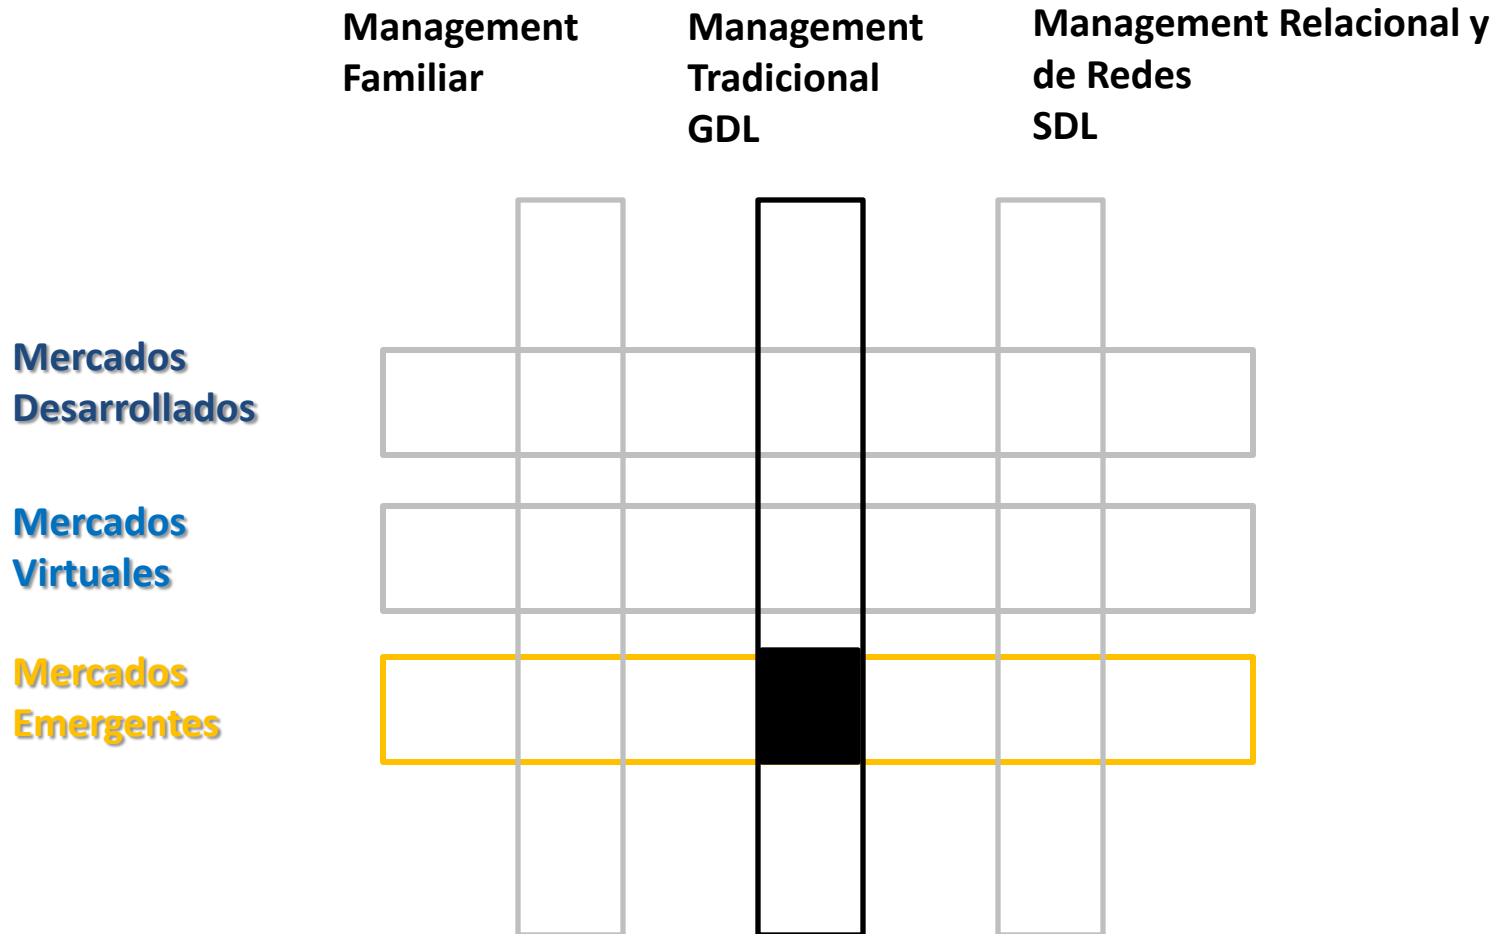 Management
Familiar
Management
Tradicional
GDL
Management Relacional y
de Redes
SDL
Mercados
Desarrollados
Mercados
Virtuales
Mercados
Emergentes